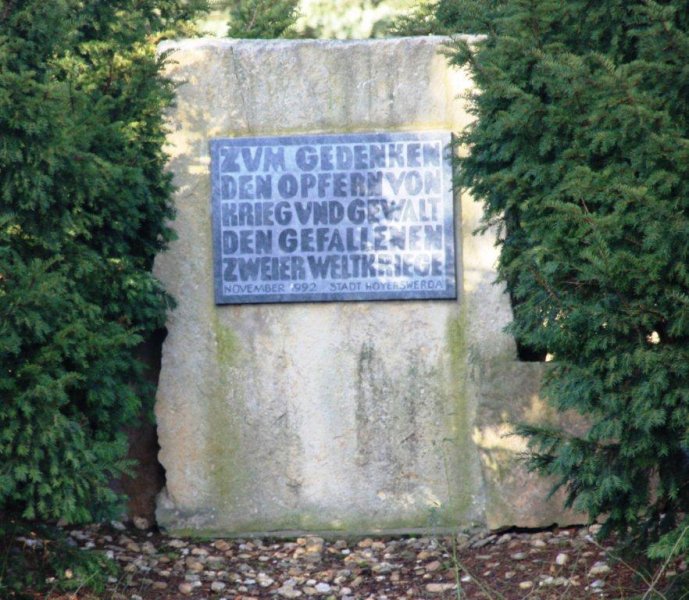 ZVM GEDENKEN
DEN OPFERN VON
KRIEG VND GEWALT
DEN GEFALLENEN
ZWEIER WELTKRIEGE
NOVEMBER 1992 STADT HOYERSWERDA